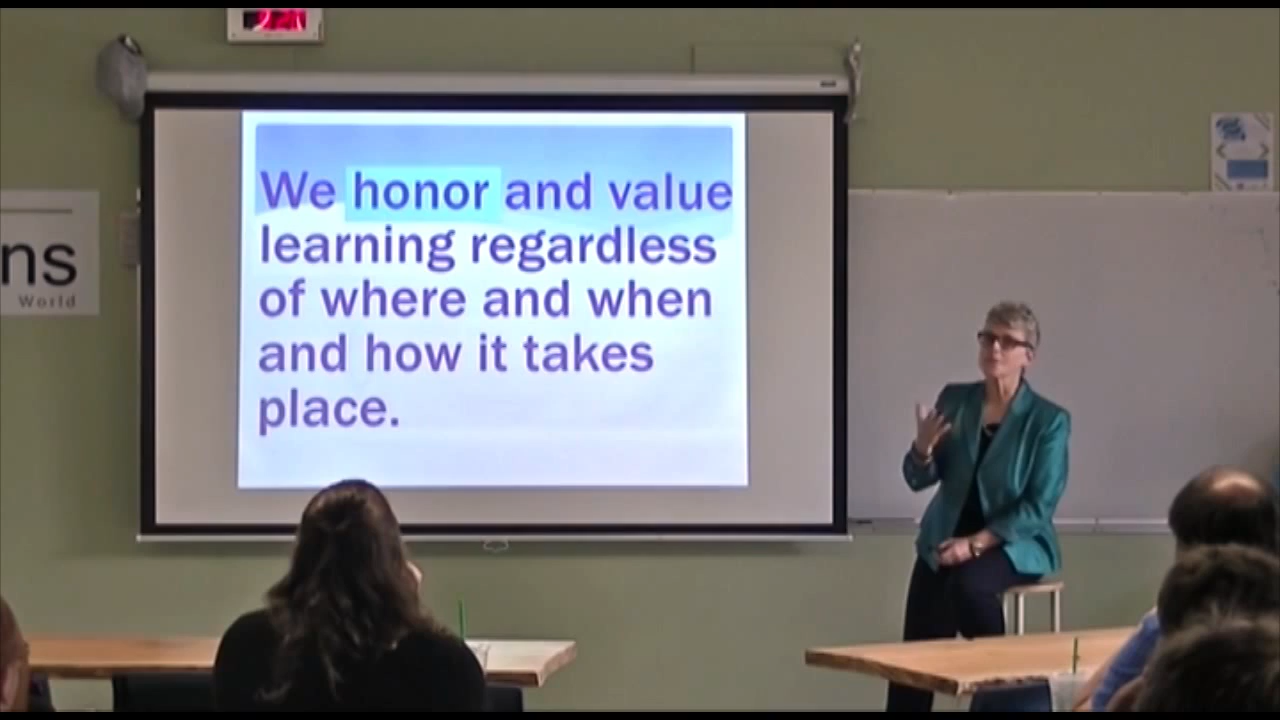 We honor and value
learning regardless
of where and when
and how it takes
place.
ns
World